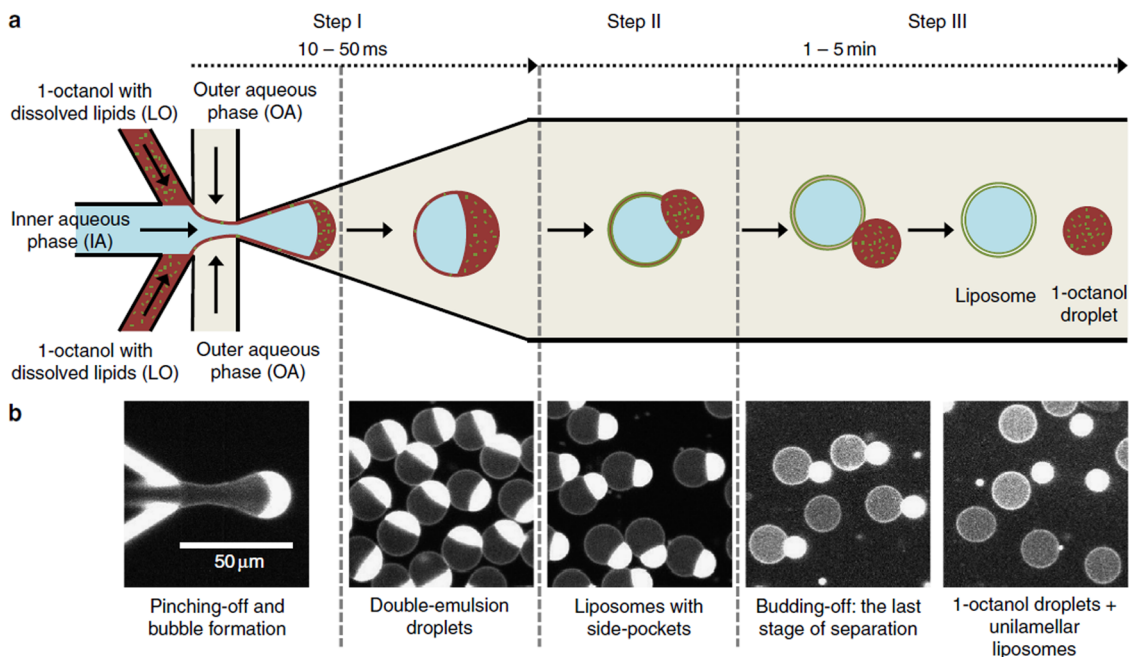 a
Step I
Step II
Step III
10 – 50 ms
1 – 5 min
1-octanol with
dissolved lipids (LO)
Outer aqueous
phase (OA)
Inner aqueous
phase (IA)
Liposome
1-octanol
droplet
1-octanol with
dissolved lipids (LO)
Outer aqueous
phase (OA)
b
50 μm
Pinching-off and
bubble formation
Double-emulsion
droplets
Liposomes with
side-pockets
Budding-off: the last
stage of separation
1-octanol droplets +
unilamellar
liposomes